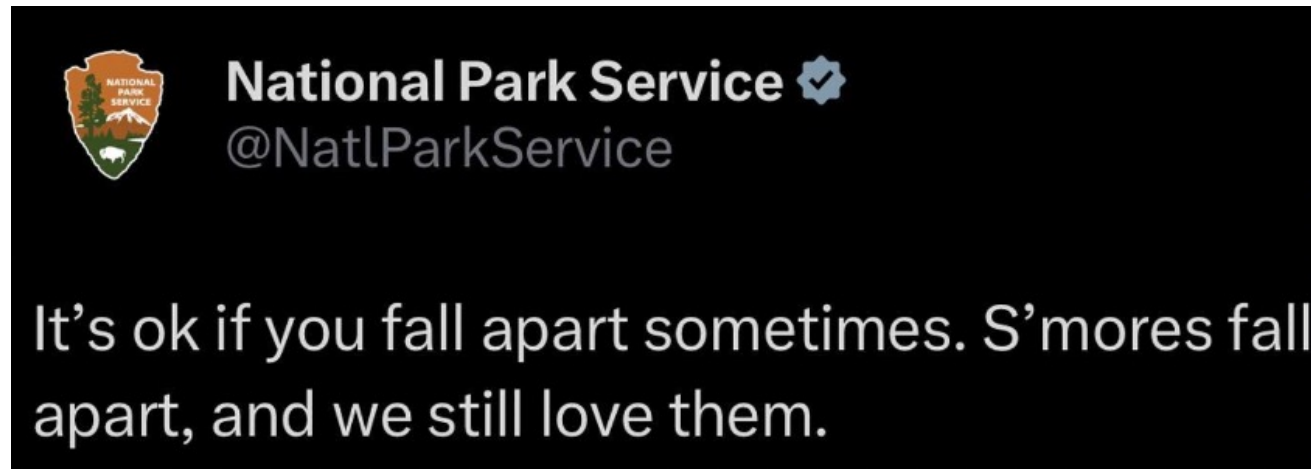 NATIONAL
PARK
SERVICE
National Park Service
@NatlParkService
It’s ok if you fall apart sometimes. S’mores fall
apart, and we still love them.